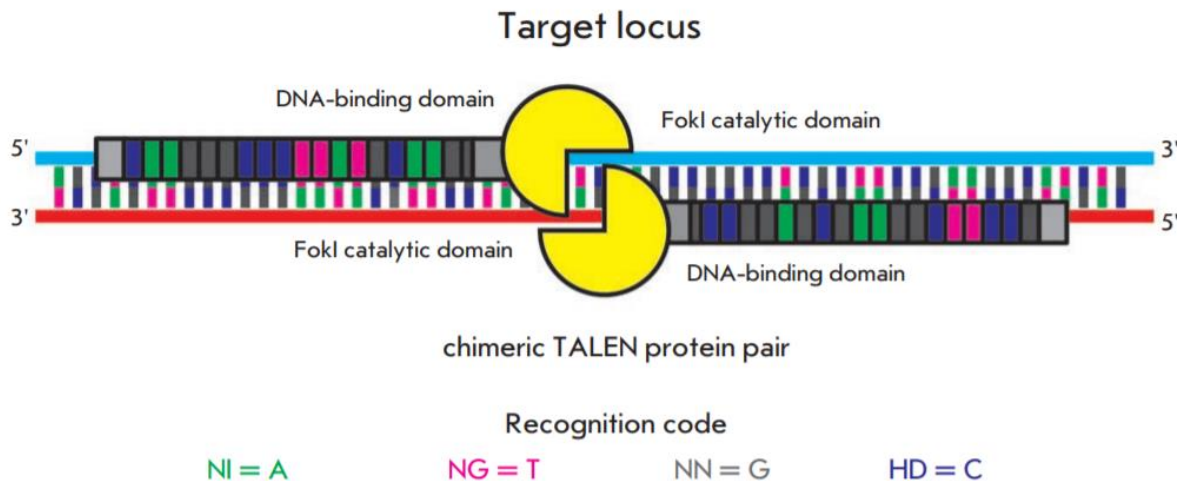 Target locus
DNA-binding domain
FokI catalytic domain
5'
3'
3'
5'
FokI catalytic domain
DNA-binding domain
chimeric TALEN protein pair
Recognition code
NI = A NG = T NN = G HD = C